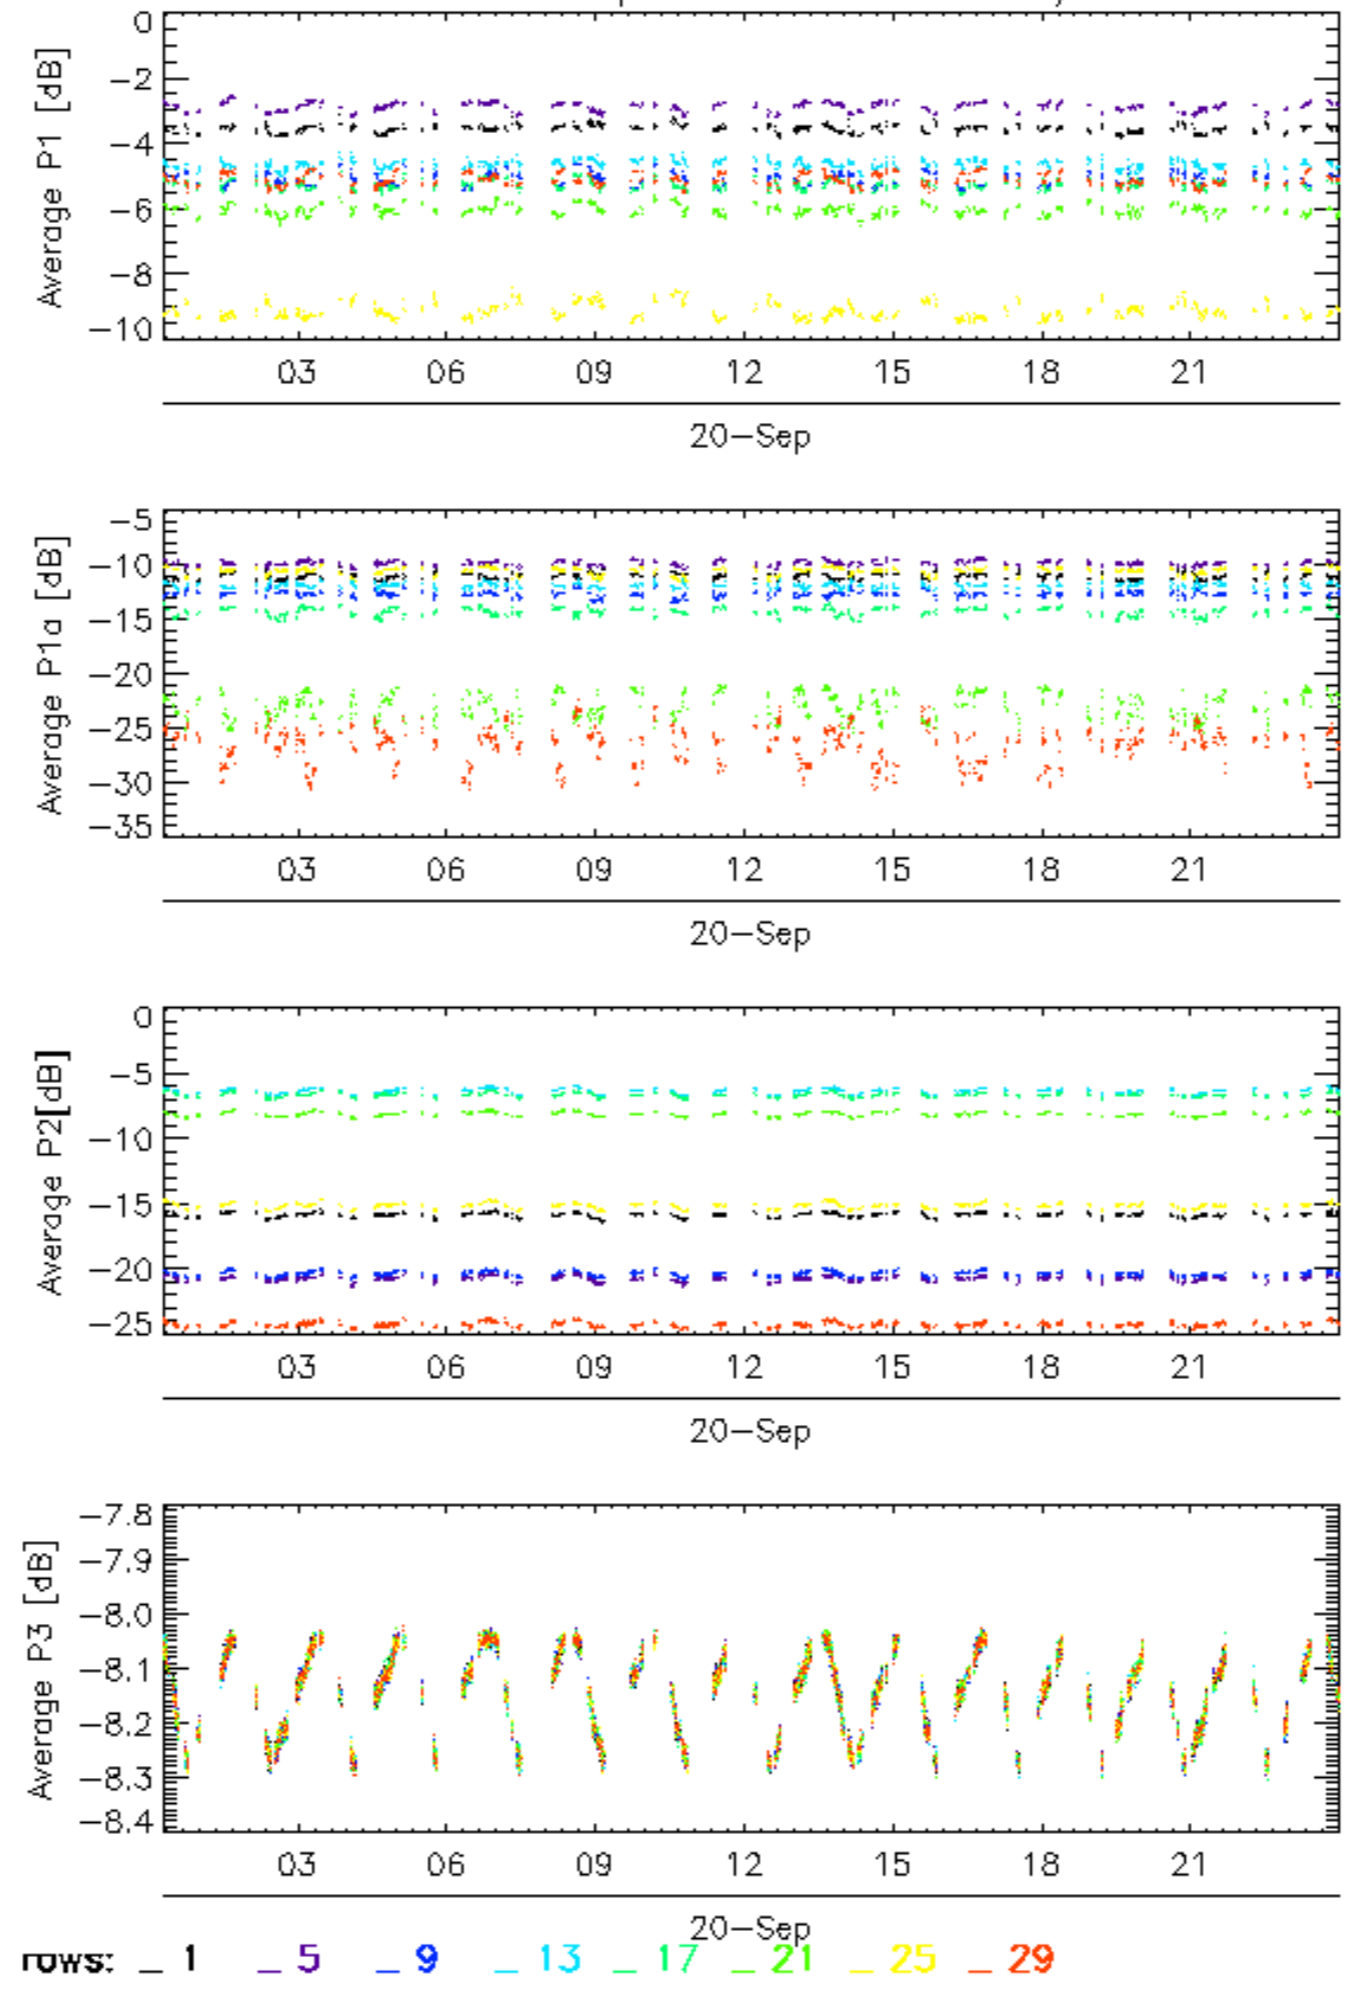 Average P1 [dB]
0
−2
−4
−6
−8
−10
03 06 09 12 15 18 21
20−Sep
Average P1a [dB]
−5
−10
−15
−20
−25
−30
−35
03 06 09 12 15 18 21
20−Sep
Average P2[dB]
0
−5
−10
−15
−20
−25
03 06 09 12 15 18 21
20−Sep
Average P3 [dB]
−7.8
−7.9
−8.0
−8.1
−8.2
−8.3
−8.4
03 06 09 12 15 18 21
20−Sep
rows: _ 1 _ 5 _ 9 _ 13 _ 17 _ 21 _ 25 _ 29